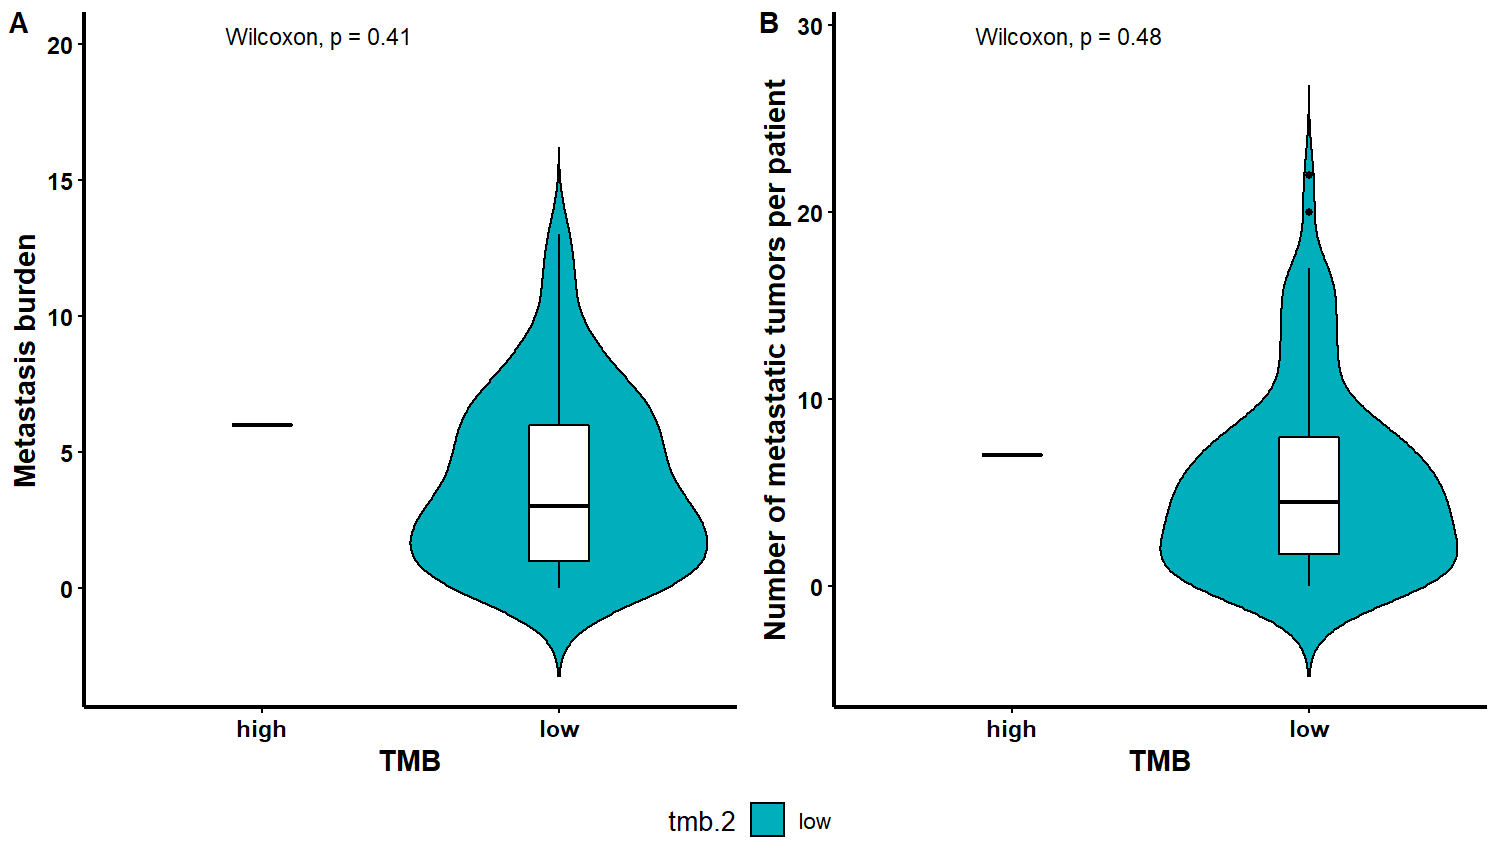 A
Wilcoxon, p = 0.41
Metastasis burden
20
15
10
5
0
high
low
TMB
B
Wilcoxon, p = 0.48
Number of metastatic tumors per patient
30
20
10
0
high
low
TMB
tmb.2
low